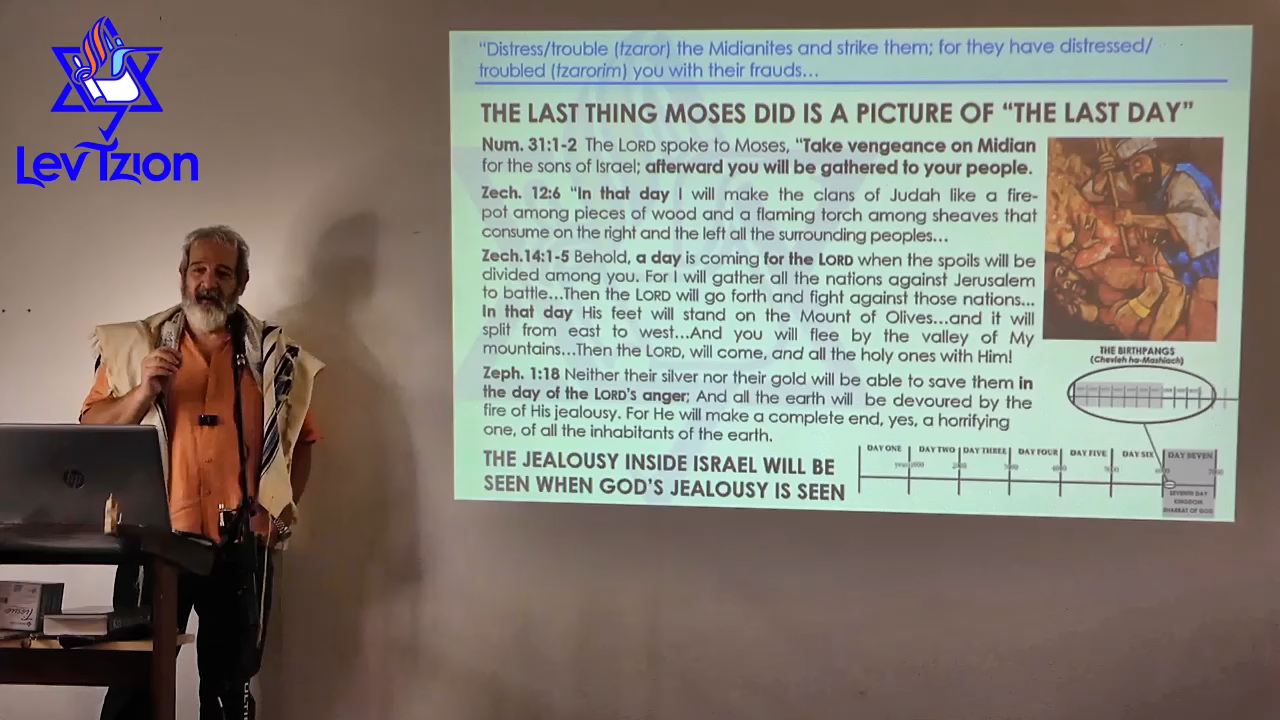 Lev Tzion
"Distress/trouble (tzaror) the Midianites and strike them; for they have distressed/
troubled (tzarorim) you with their frauds...
THE LAST THING MOSES DID IS A PICTURE OF "THE LAST DAY"
Num. 31:1-2 The LORD spoke to Moses, "Take vengeance on Midian
for the sons of Israel; afterward you will be gathered to your people.
Zech. 12:6 "In that day I will make the clans of Judah like a fire-
pot among pieces of wood and a flaming torch among sheaves that
consume on the right and the left all the surrounding peoples...
Zech.14:1-5 Behold, a day is coming for the LORD when the spoils will be
divided among you. For I will gather all the nations against Jerusalem
to battle...Then the LORD will go forth and fight against those nations...
In that day His feet will stand on the Mount of Olives...and it will
split from east to west...And you will flee by the valley of My
mountains...Then the LORD, will come, and all the holy ones with Him!
Zeph. 1:18 Neither their silver nor their gold will be able to save them in
the day of the LORD'S anger; And all the earth will be devoured by the
fire of His jealousy. For He will make a complete end, yes, a horrifying
one, of all the inhabitants of the earth.
THE JEALOUSY INSIDE ISRAEL WILL BE
SEEN WHEN GOD'S JEALOUSY IS SEEN
THE BIRTHPANGS
(Chevleh ha-Mashiach)
DAY ONE DAY TWO DAY THREE DAY FOUR DAY FIVE DAY SIX DAY SEVEN
SEVENTH DAY
KINGDOM
SHABBAT OF GOD
hp